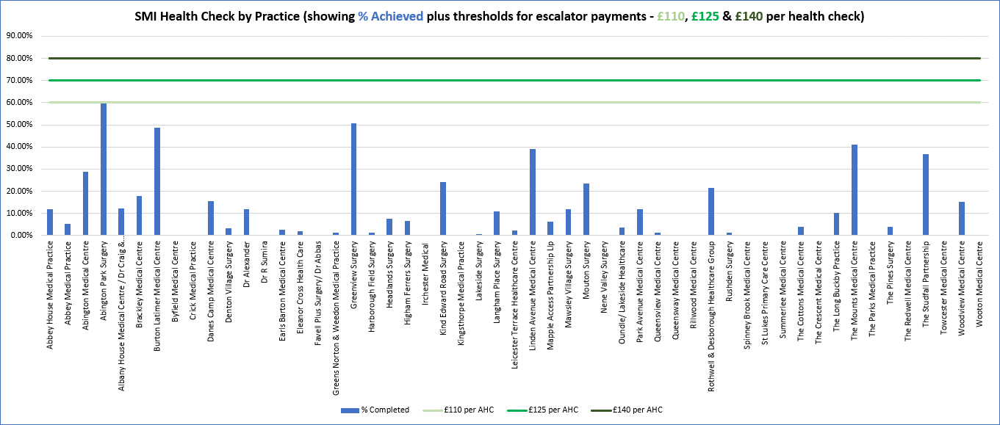 SMI Health Check by Practice (showing % Achieved plus thresholds for escalator payments - £110, £125 & £140 per health check)
90.00%
80.00%
70.00%
60.00%
50.00%
40.00%
30.00%
20.00%
10.00%
0.00%
Abbey House Medical Practice
Abbey Medical Practice
Abington Medical Centre
Abington Park Surgery
Albany House Medical Centre / Dr Craig &...
Brackley Medical Centre
Burton Latimer Medical Centre
Byfield Medical Centre
Crick Medical Practice
Danes Camp Medical Centre
Denton Village Surgery
Dr Alexander
Dr R Sumira
Earls Barton Medical Centre
Eleanor Cross Health Care
Favell Plus Surgery/ Dr Abbas
Greens Norton & Weedon Medical Practice
Greenview Surgery
Harborough Field Surgery
Headlands Surgery
Higham Ferrers Surgery
Irchester Medical
Kind Edward Road Surgery
Kingsthorpe Medical Practice
Lakeside Surgery
Langham Place Surgery
Leicester Terrace Healthcare Centre
Linden Avenue Medical Centre
Mapple Access Partnership Llp
Mawsley Village Surgery
Mouton Surgery
Nene Valley Surgery
Oundle/ Lakeside Healthcare
Park Avenue Medical Centre
Queensview Medical Centre
Queensway Medical Centre
Rillwood Medical Centre
Rothwell & Desborough Healthcare Group
Rushden Surgery
Spinney Brook Medical Centre
St Lukes Primary Care Centre
Summerlee Medical Centre
The Cottons Medical Centre
The Crescent Medical Centre
The Long Buckby Practice
The Mounts Medical Centre
The Parks Medical Practice
The Pines Surgery
The Redwell Medical Centre
The Studfall Partnership
Towcester Medical Centre
Woodview Medical Centre
Wooton Medical Centre
% Completed
£110 per AHC
£125 per AHC
£140 per AHC